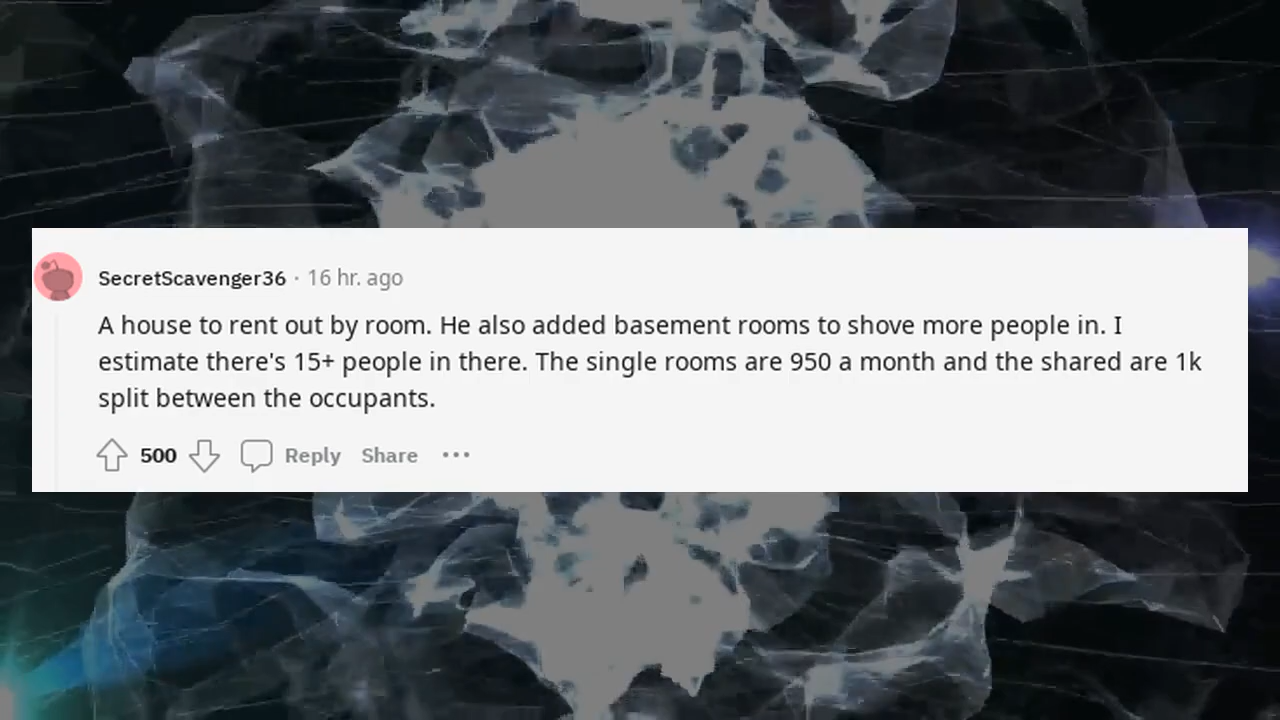 SecretScavenger36 · 16 hr. ago
A house to rent out by room. He also added basement rooms to shove more people in. I
estimate there's 15+ people in there. The single rooms are 950 a month and the shared are 1k
split between the occupants.
500 Reply Share ···